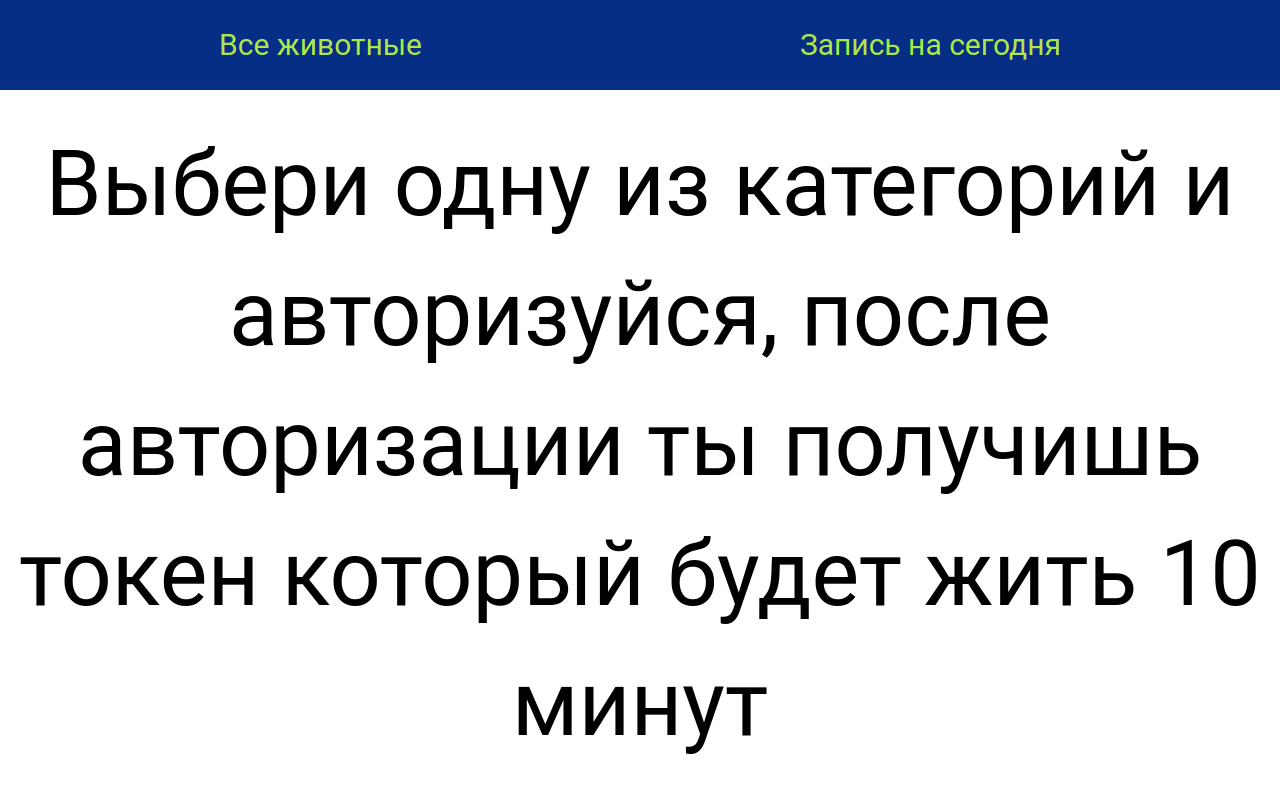 Все животные
Запись на сегодня
Выбери одну из категорий и
авторизуйся, после
авторизации ты получишь
токен который будет жить 10
минут